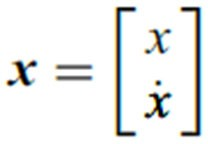 x = [ x
ẋ ]